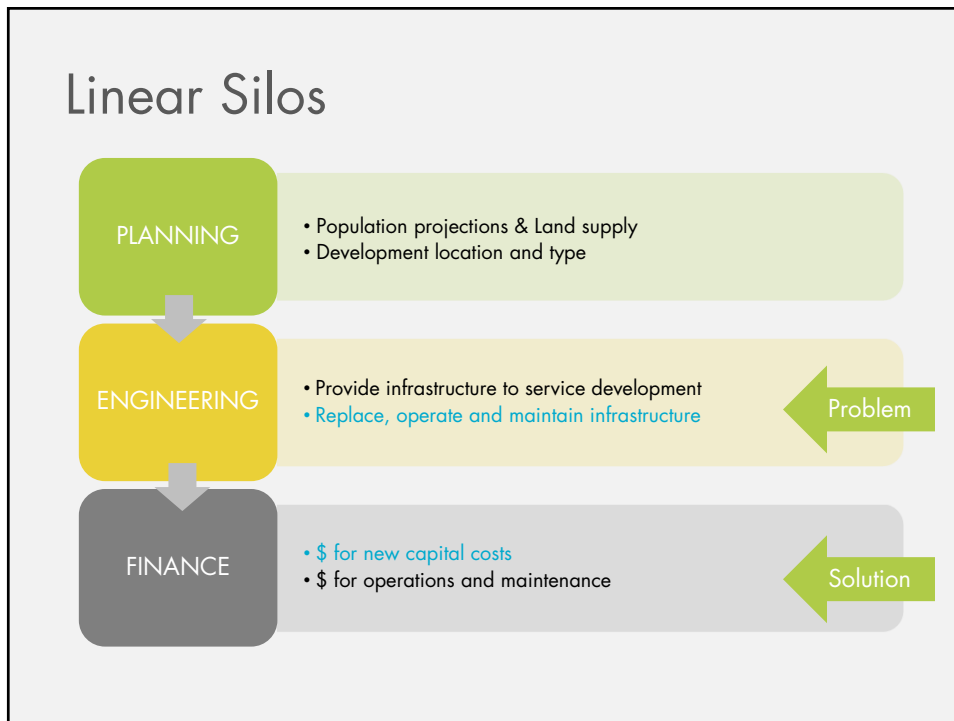 Linear Silos
PLANNING
• Population projections & Land supply
• Development location and type
ENGINEERING
• Provide infrastructure to service development
• Replace, operate and maintain infrastructure
Problem
FINANCE
• $ for new capital costs
• $ for operations and maintenance
Solution